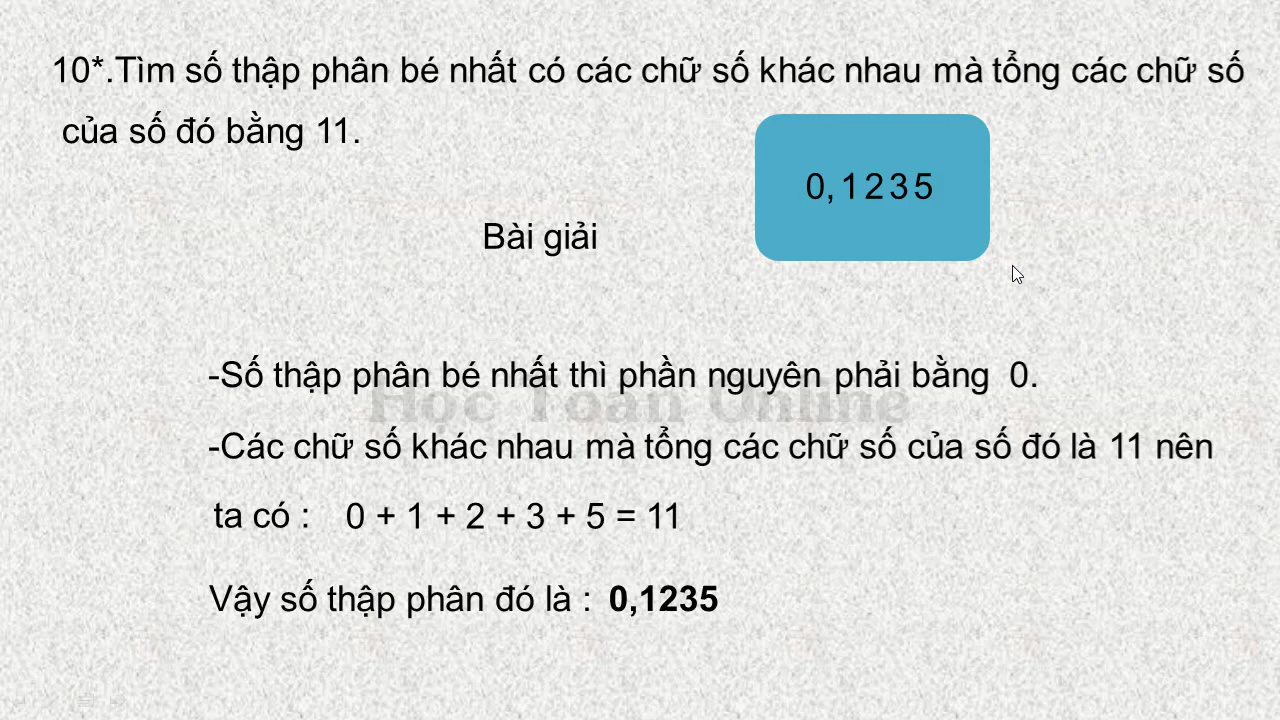 10*.Tìm số thập phân bé nhất có các chữ số khác nhau mà tổng các chữ số
của số đó bằng 11.
0,1235
Bài giải
-Số thập phân bé nhất thì phần nguyên phải bằng 0.
Học Toán Online
-Các chữ số khác nhau mà tổng các chữ số của số đó là 11 nên
ta có : 0 + 1 + 2 + 3 + 5 = 11
Vậy số thập phân đó là : 0,1235